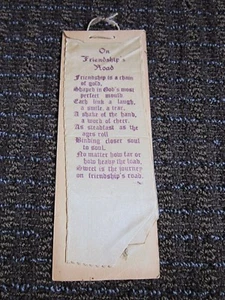 On
Friendship's
Road
Friendship is a chain
of gold,
Shaped in God's most
perfect mould
Each link a laugh,
a smile, a tear,
A shake of the hand,
a word of cheer.
As steadfast as the
ages roll
Binding closer soul
to soul,
No matter how far or
how heavy the load,
Sweet is the journey
on friendship's road.